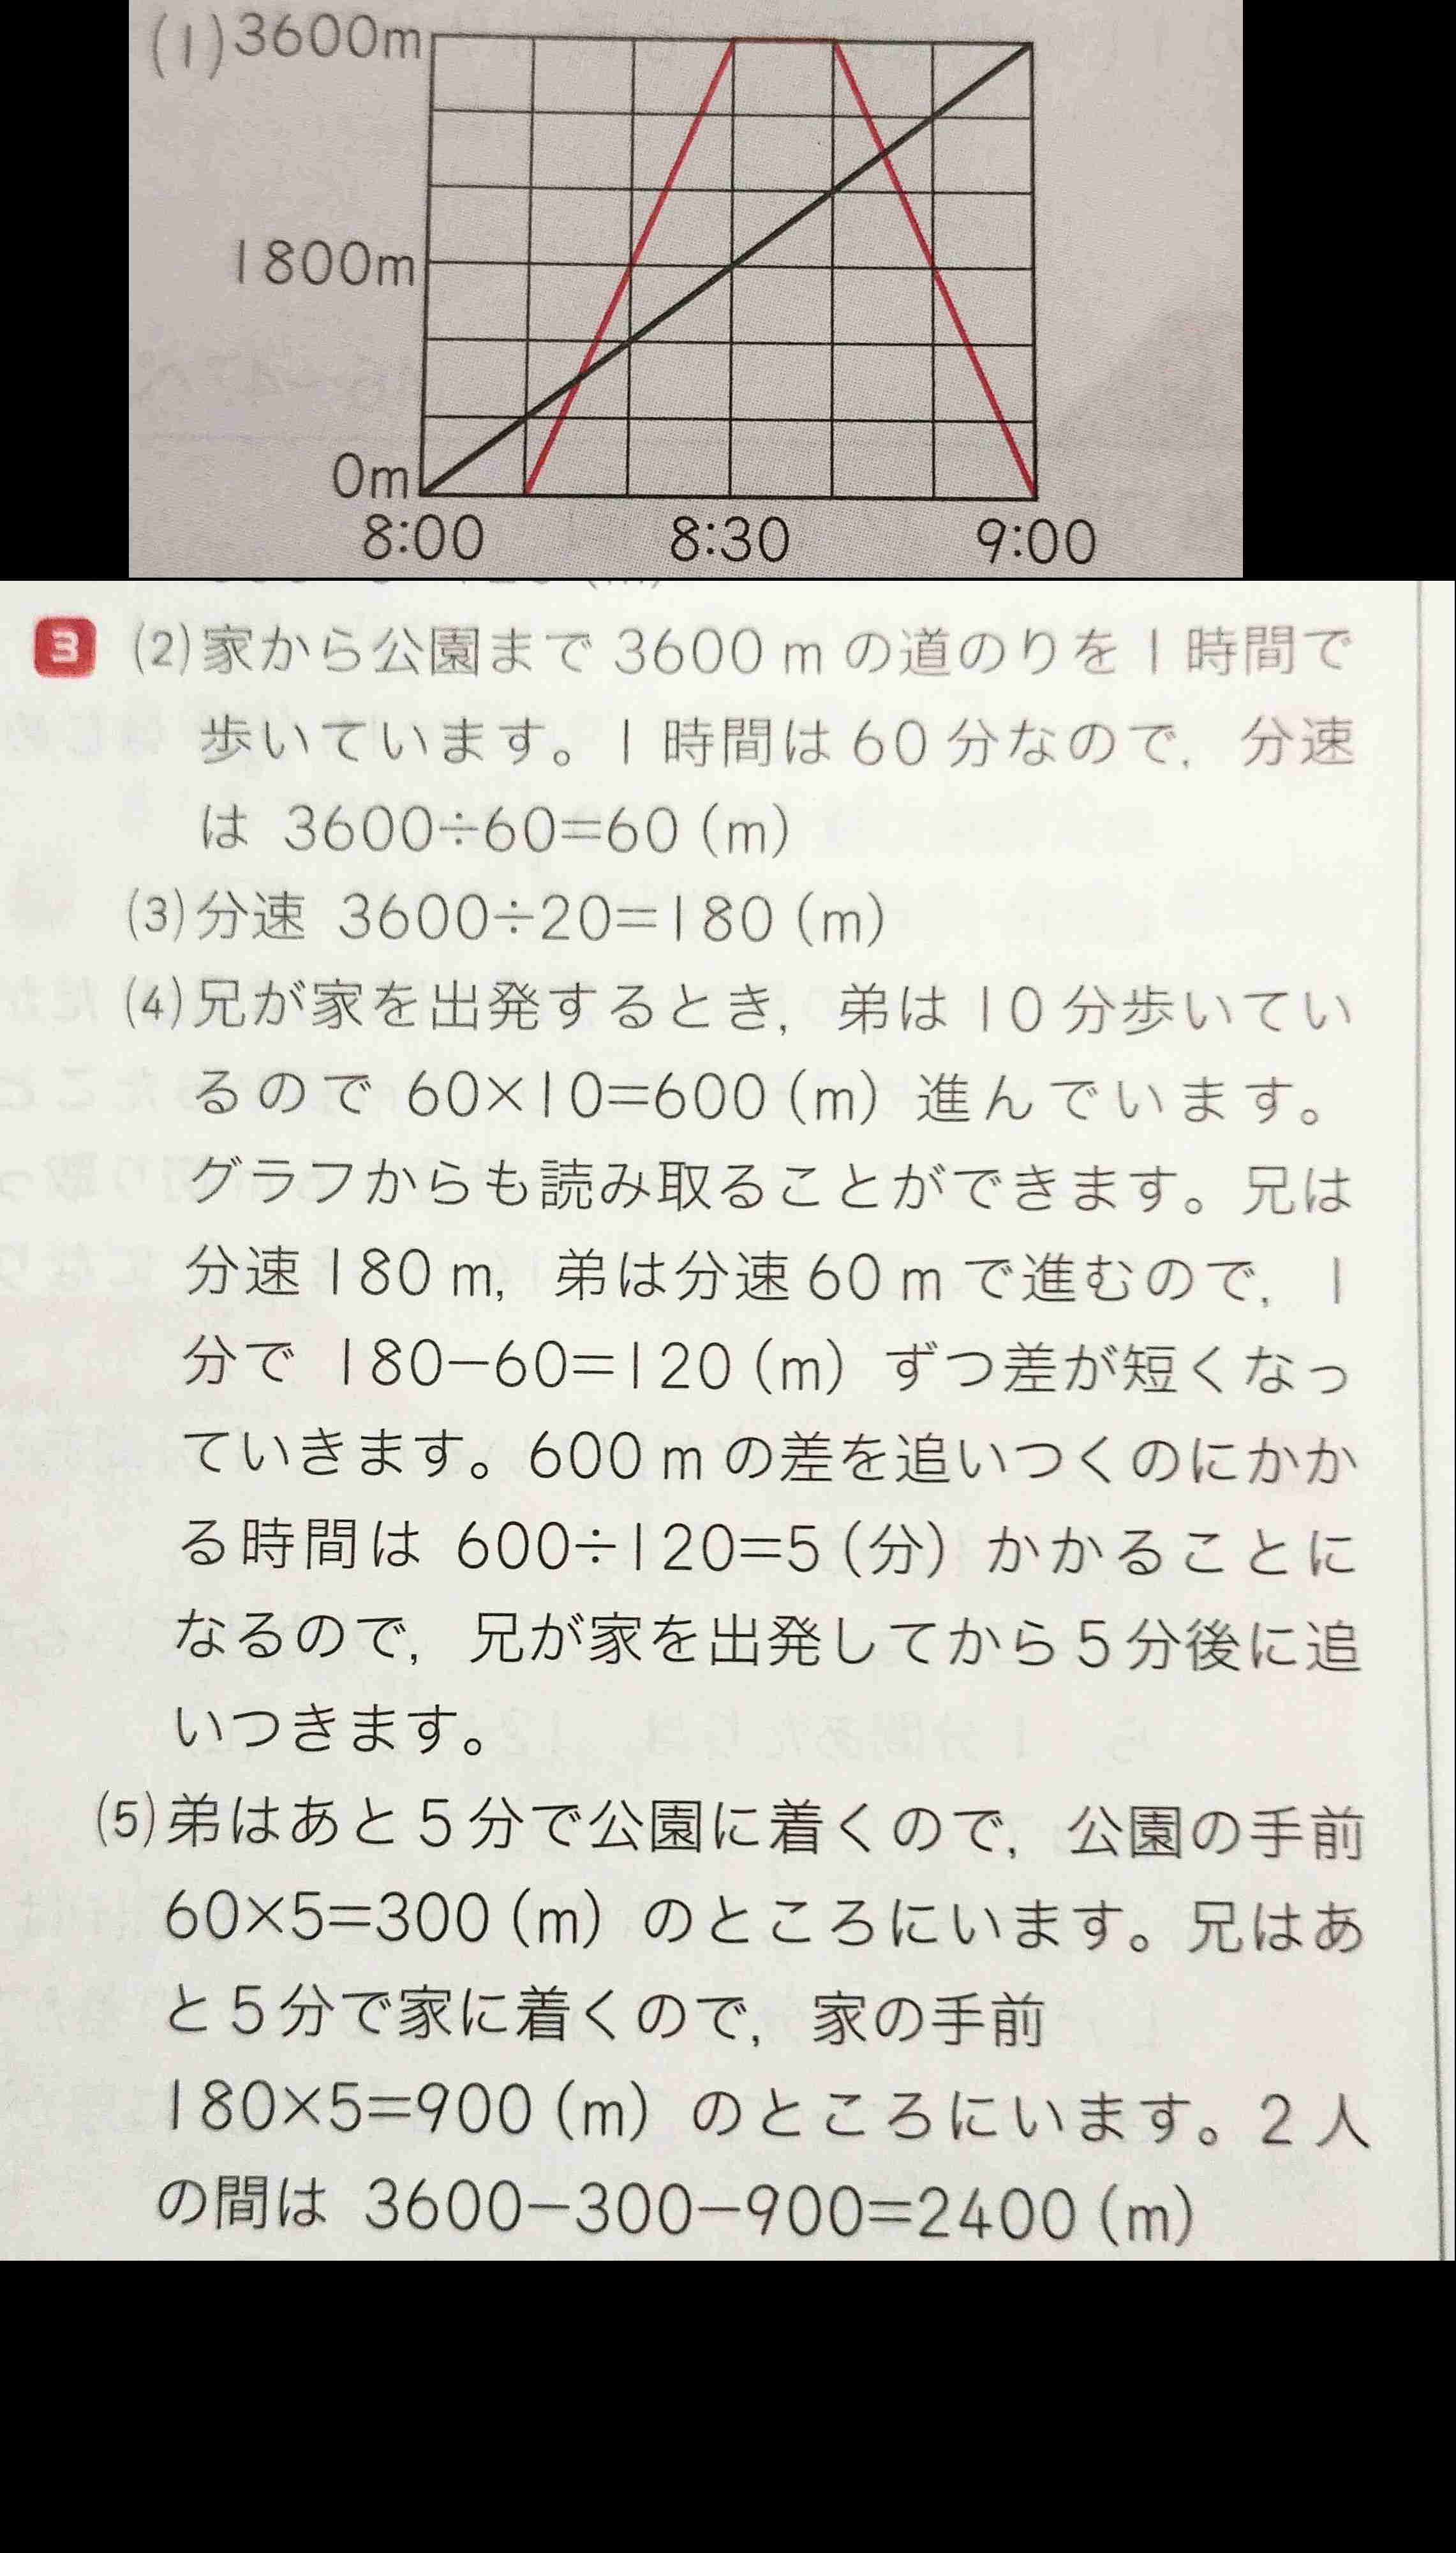 (1)3600m
1800m
0m
8:00 8:30 9:00
3 (2)家から公園まで 3600 m の道のりを 1 時間で
歩いています。1 時間は 60 分なので，分速
は 3600÷60=60 (m)
(3)分速 3600÷20=180 (m)
(4)兄が家を出発するとき，弟は 10 分歩いてい
るので 60×10=600 (m) 進んでいます。
グラフからも読み取ることができます。兄は
分速 180 m，弟は分速 60 m で進むので，1
分で 180−60=120 (m) ずつ差が短くなっ
ていきます。600 m の差を追いつくのにかか
る時間は 600÷120=5 (分) かかることに
なるので，兄が家を出発してから 5 分後に追
いつきます。
(5)弟はあと 5 分で公園に着くので，公園の手前
60×5=300 (m) のところにいます。兄はあ
と 5 分で家に着くので，家の手前
180×5=900 (m) のところにいます。2 人
の間は 3600−300−900=2400 (m)